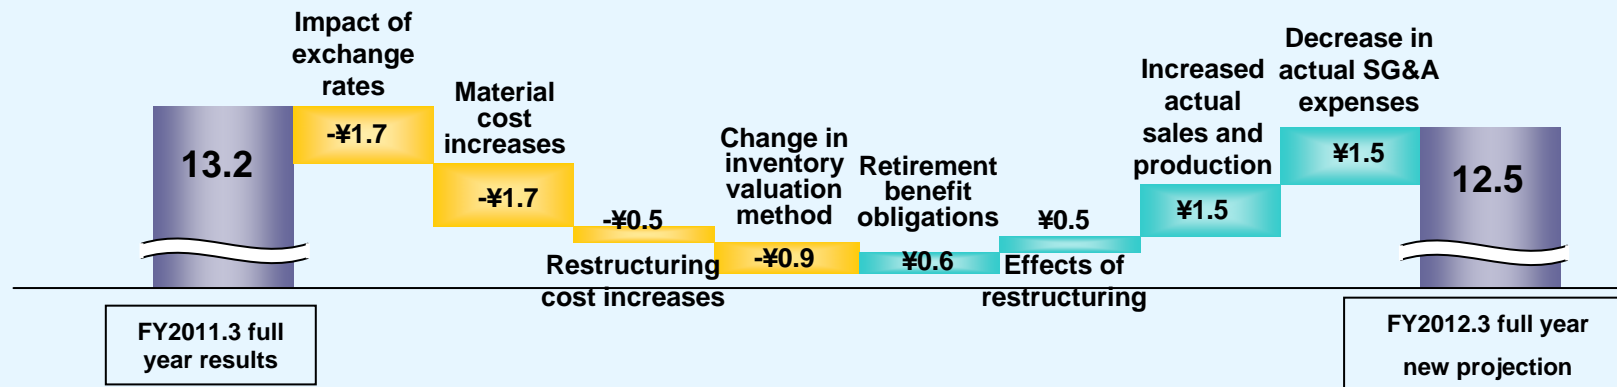 Impact of
exchange
rates
-¥1.7
Material
cost
increases
-¥1.7
-¥0.5
Restructuring
cost increases
Change in
inventory
valuation
method
-¥0.9
Retirement
benefit
obligations
¥0.6
¥0.5
Effects of
restructuring
Increased
actual
sales and
production
¥1.5
Decrease in
actual SG&A
expenses
¥1.5
13.2
12.5
FY2011.3 full
year results
FY2012.3 full year
new projection